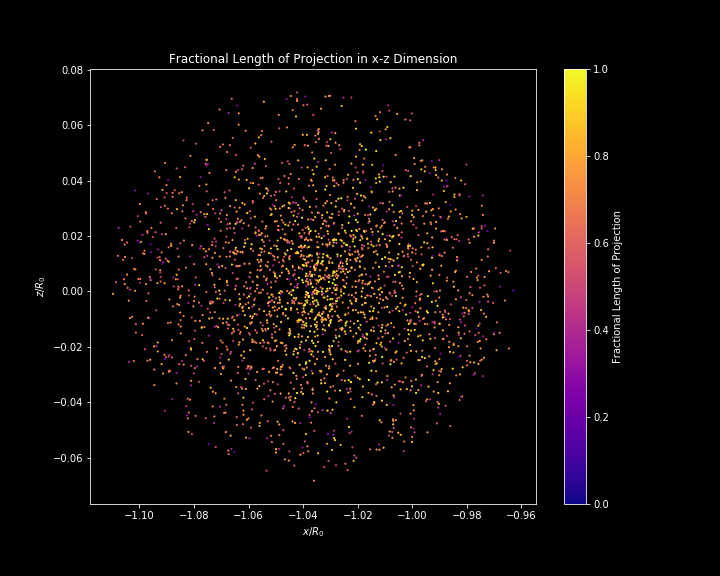 Fractional Length of Projection in x-z Dimension
0.08
0.06
0.04
0.02
0.00
−0.02
−0.04
−0.06
z/R₀
−1.10 −1.08 −1.06 −1.04 −1.02 −1.00 −0.98 −0.96
x/R₀
1.0
0.8
0.6
0.4
0.2
0.0
Fractional Length of Projection